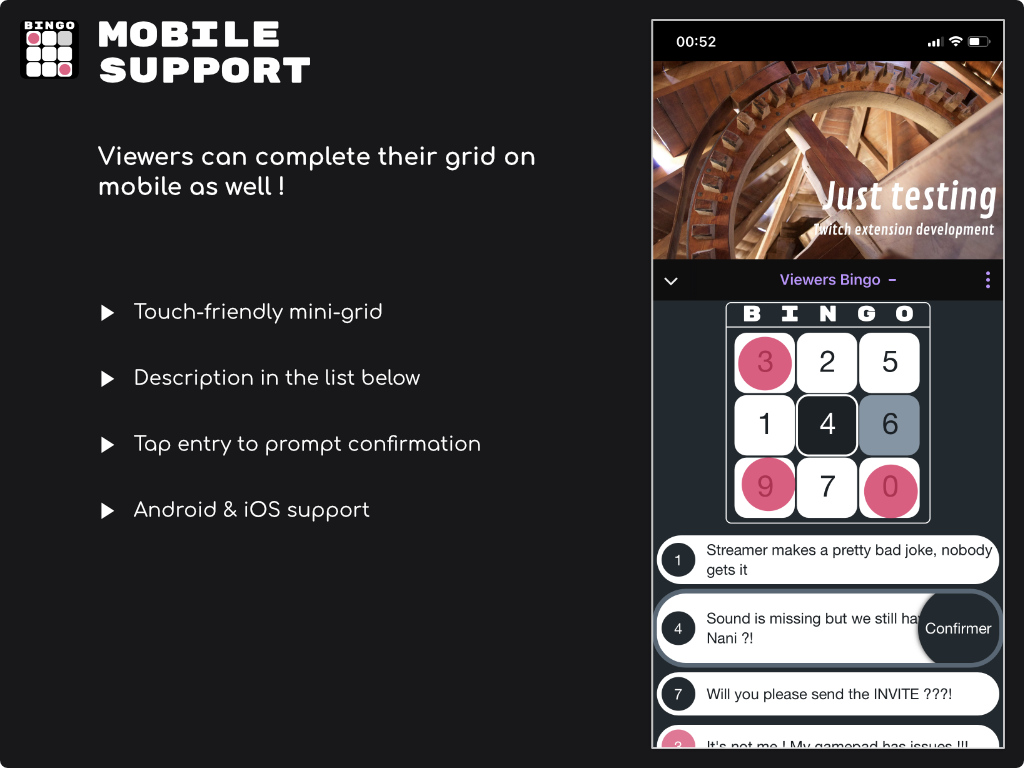 BINGO
MOBILE
SUPPORT
Viewers can complete their grid on
mobile as well !
Touch-friendly mini-grid
Description in the list below
Tap entry to prompt confirmation
Android & iOS support
00:52
Just testing
Twitch extension development
Viewers Bingo -
B I N G O
3 2 5
1 4 6
9 7 0
1 Streamer makes a pretty bad joke, nobody
gets it
4 Sound is missing but we still ha
Nani ?!
Confirmer
7 Will you please send the INVITE ???!
3 It's not me ! My gamepad has issues !!!